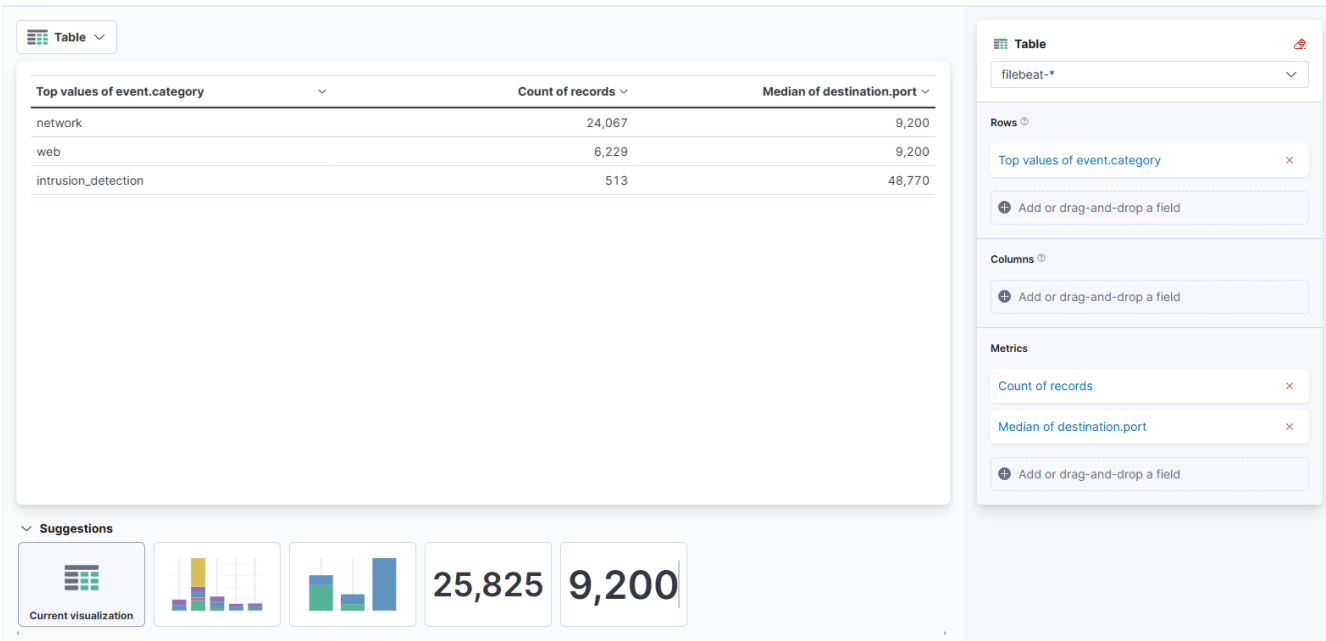 Table
Top values of event.category Count of records Median of destination.port
network 24,067 9,200
web 6,229 9,200
intrusion_detection 513 48,770
Suggestions
Current visualization
25,825
9,200
Table
filebeat-*
Rows
Top values of event.category
Add or drag-and-drop a field
Columns
Add or drag-and-drop a field
Metrics
Count of records
Median of destination.port
Add or drag-and-drop a field